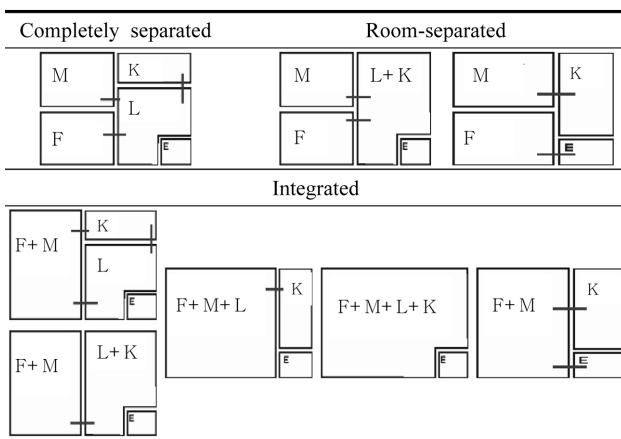 Completely separated
Room-separated
M
K
L
F
E
M
L+K
F
E
M
K
F
E
Integrated
F+M
K
L
E
F+M
L+K
E
F+M+L
K
E
F+M+L+K
E
F+M
K
E